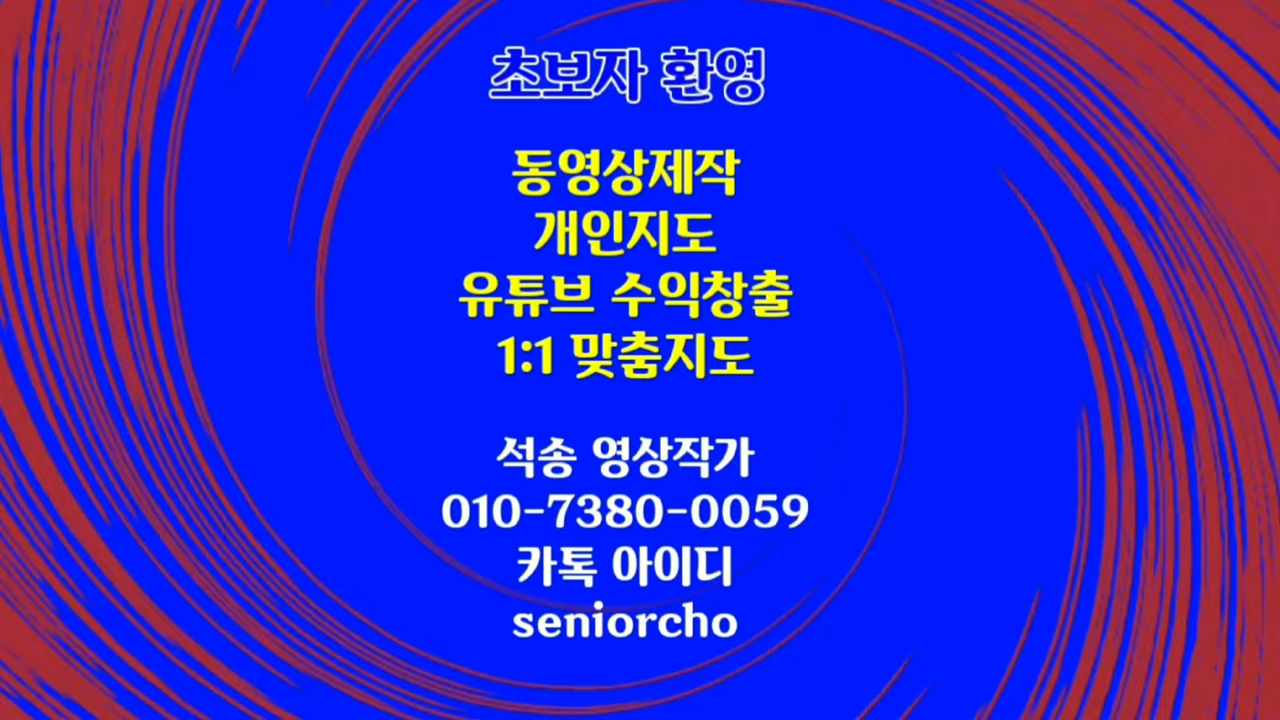 초보자 환영
동영상제작
개인지도
유튜브 수익창출
1:1 맞춤지도
석송 영상작가
010-7380-0059
카톡 아이디
seniorcho